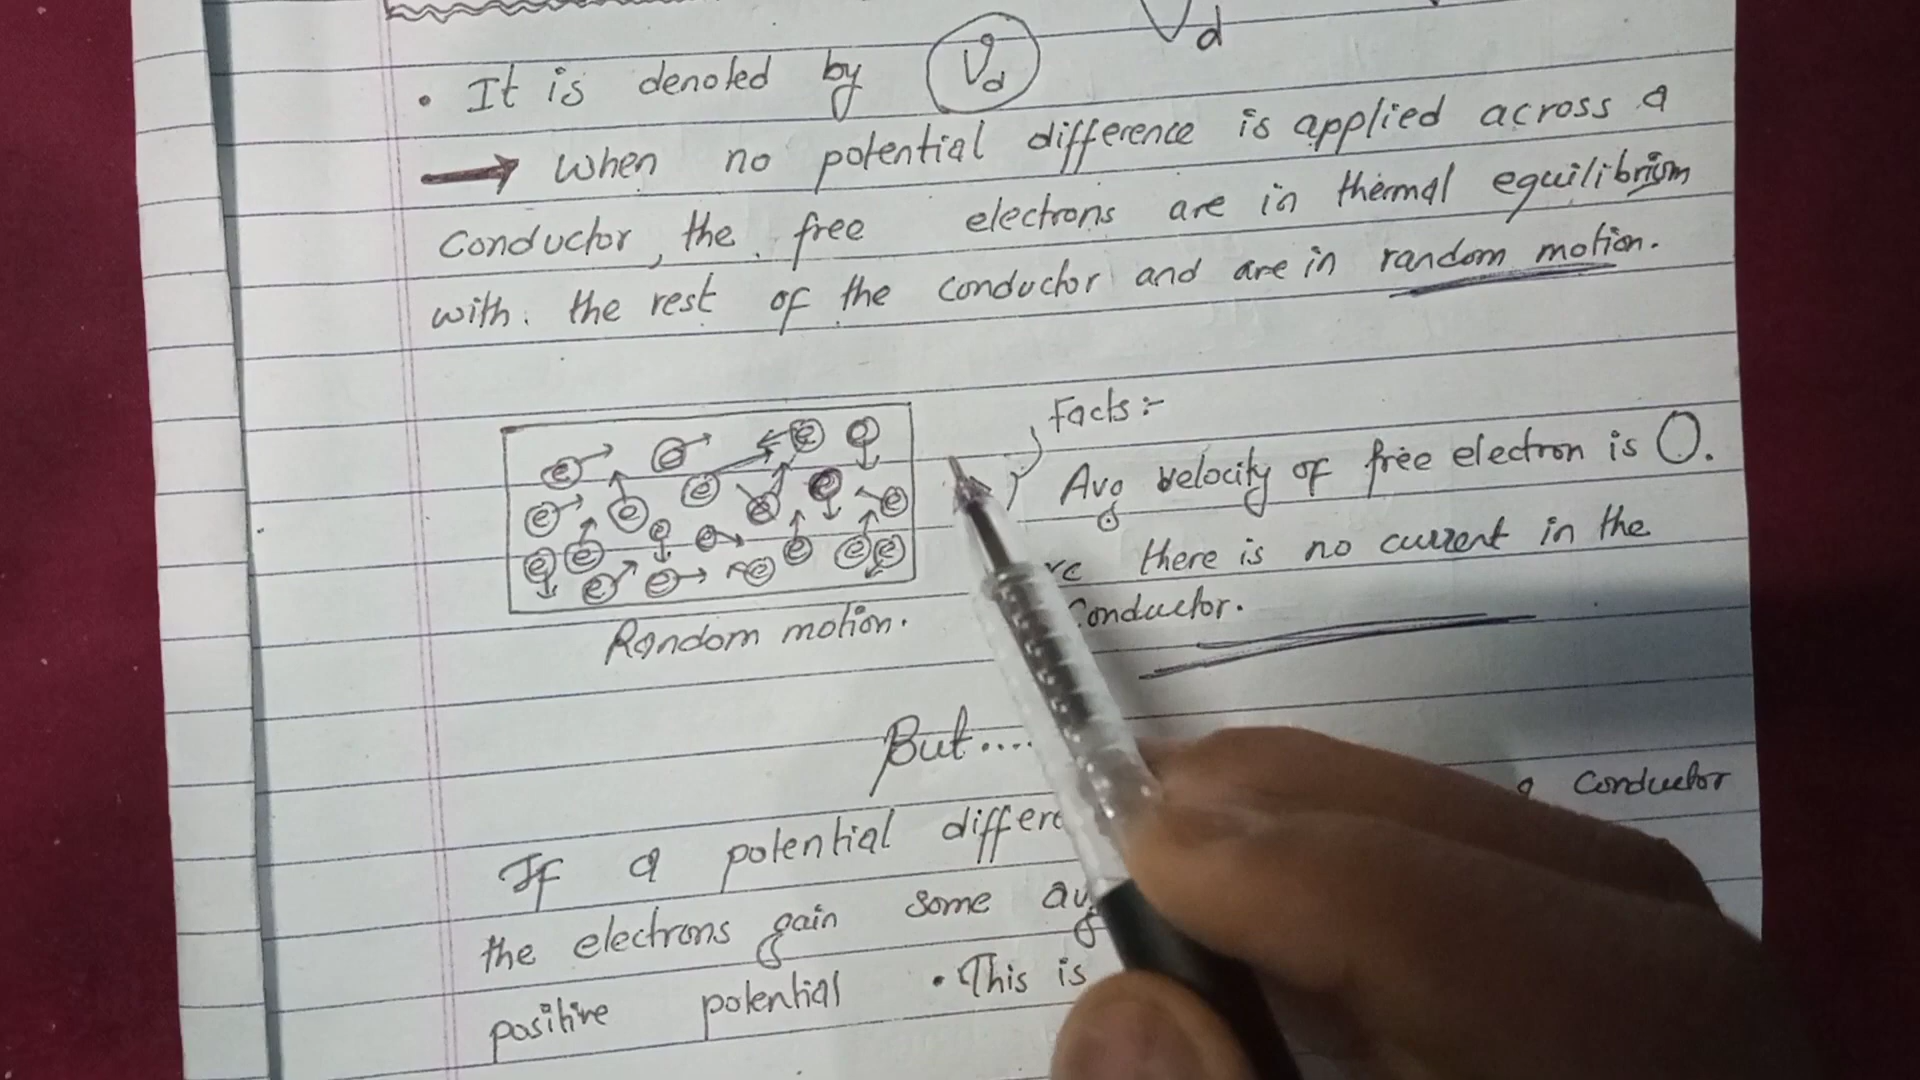 Vd
• It is denoted by Vd
→ When no potential difference is applied across a
Conductor, the free electrons are in thermal equilibrium
with. the rest of the conductor and are in random motion.
Facts :-
Avg velocity of free electron is 0.
there is no current in the
Conductor.
e e e e e e e e e e e e e e e e e e e e e
Random motion.
But....
If a potential a Conductor
the electrons gain some
positive potential • This is